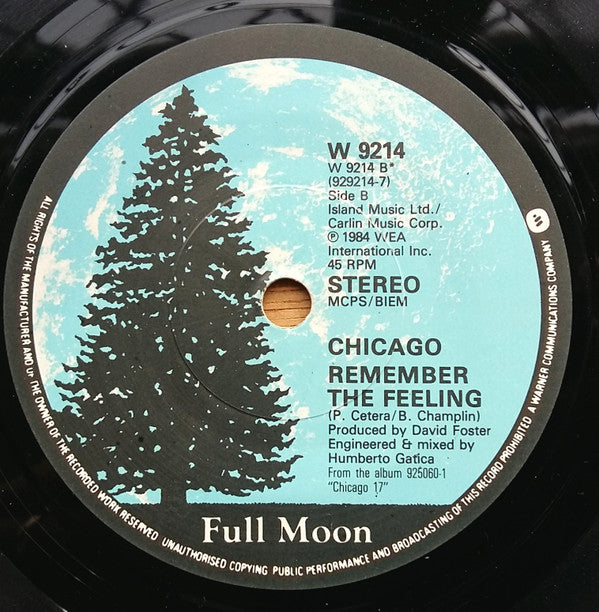 W 9214
W 9214 B*
(929214-7)
Side B
Island Music Ltd./
Carlin Music Corp.
℗ 1984 WEA
International Inc.
45 RPM
STEREO
MCPS/BIEM
CHICAGO
REMEMBER
THE FEELING
(P. Cetera/B. Champlin)
Produced by David Foster
Engineered & mixed by
Humberto Gatica
From the album 925060-1
"Chicago 17"
Full Moon
ALL RIGHTS OF THE MANUFACTURER AND OF THE OWNER OF THE RECORDED WORK RESERVED UNAUTHORISED COPYING PUBLIC PERFORMANCE AND BROADCASTING OF THIS RECORD PROHIBITED A WARNER COMMUNICATIONS COMPANY